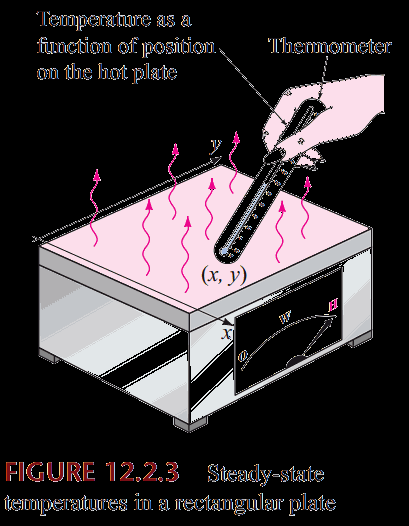 Temperature as a
function of position
on the hot plate
Thermometer
y
(x, y)
x
O
W
H
FIGURE 12.2.3 Steady-state
temperatures in a rectangular plate